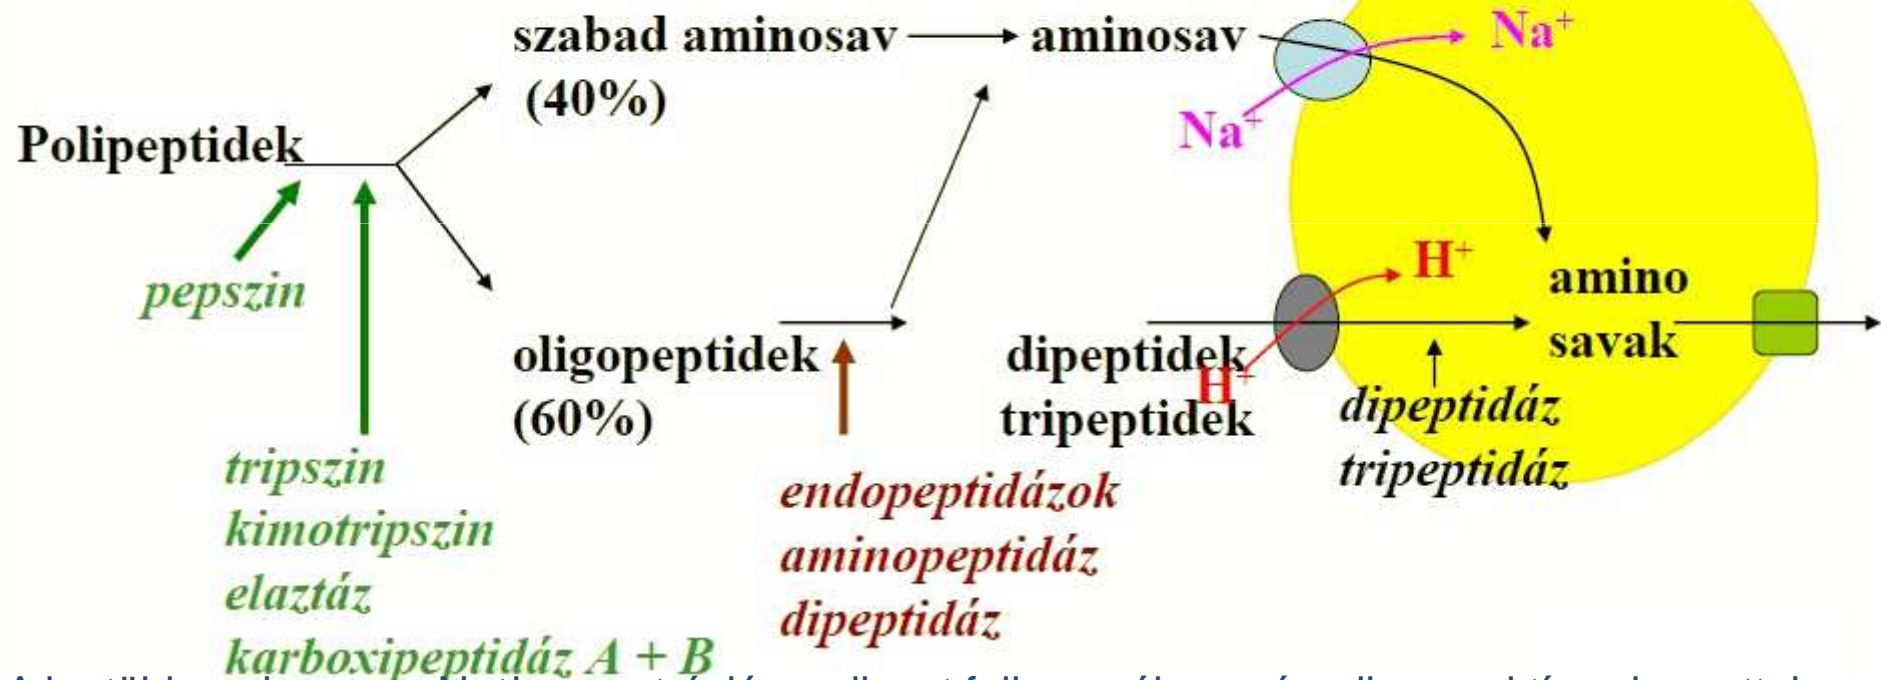 szabad aminosav
(40%)
aminosav
Na⁺
Na⁺
Polipeptidek
pepszin
H⁺
amino
savak
oligopeptidek
(60%)
dipeptidek
H⁺
tripeptidek
dipeptidáz
tripeptidáz
tripszin
kimotripszin
elaztáz
karboxipeptidáz A + B
endopeptidázok
aminopeptidáz
dipeptidáz